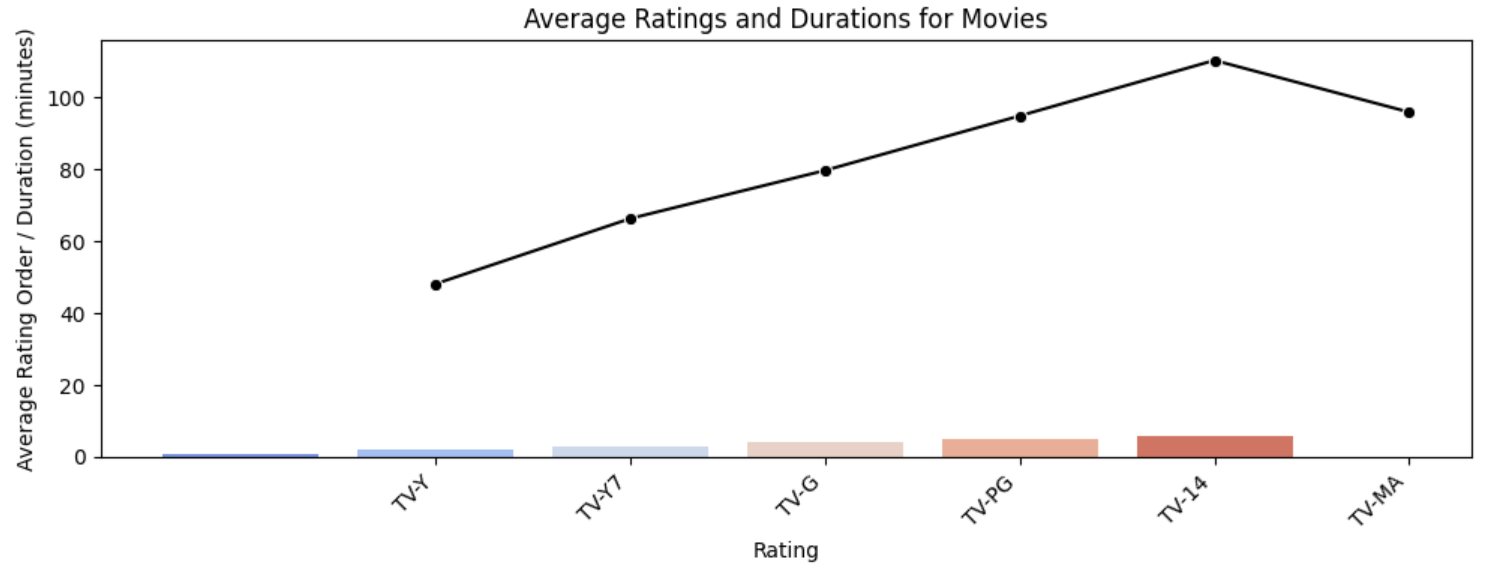 Average Ratings and Durations for Movies
Average Rating Order / Duration (minutes)
100
80
60
40
20
0
TV-Y
TV-Y7
TV-G
TV-PG
TV-14
TV-MA
Rating